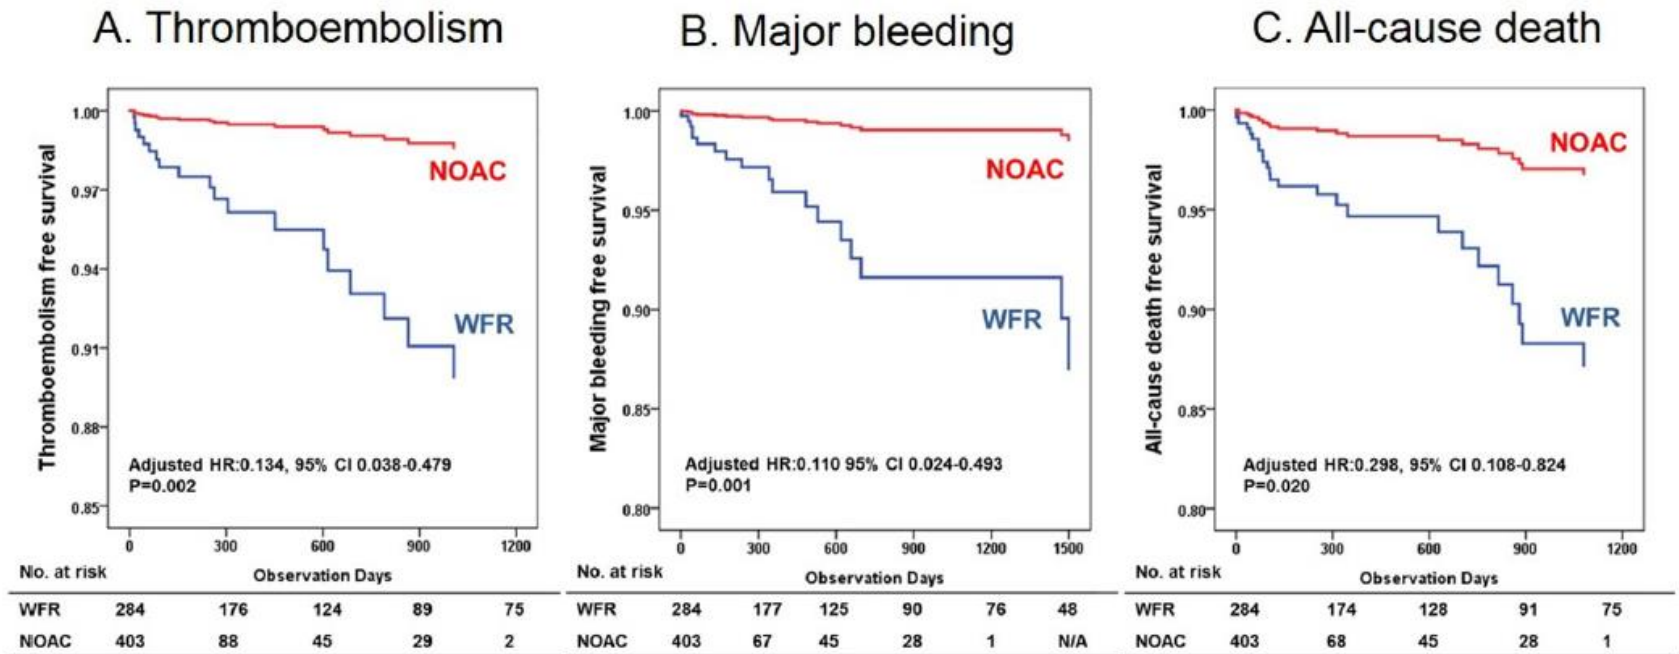 A. Thromboembolism
B. Major bleeding
C. All-cause death
Thromboembolism free survival
1.00
0.97
0.94
0.91
0.88
0.85
NOAC
WFR
Adjusted HR:0.134, 95% CI 0.038-0.479
P=0.002
0 300 600 900 1200
No. at risk
Observation Days
WFR 284 176 124 89 75
NOAC 403 88 45 29 2
Major bleeding free survival
1.00
0.95
0.90
0.85
0.80
NOAC
WFR
Adjusted HR:0.110 95% CI 0.024-0.493
P=0.001
0 300 600 900 1200 1500
No. at risk
Observation Days
WFR 284 177 125 90 76 48
NOAC 403 67 45 28 1 N/A
All-cause death free survival
1.00
0.95
0.90
0.85
0.80
NOAC
WFR
Adjusted HR:0.298, 95% CI 0.108-0.824
P=0.020
0 300 600 900 1200
No. at risk
Observation Days
WFR 284 174 128 91 75
NOAC 403 68 45 28 1